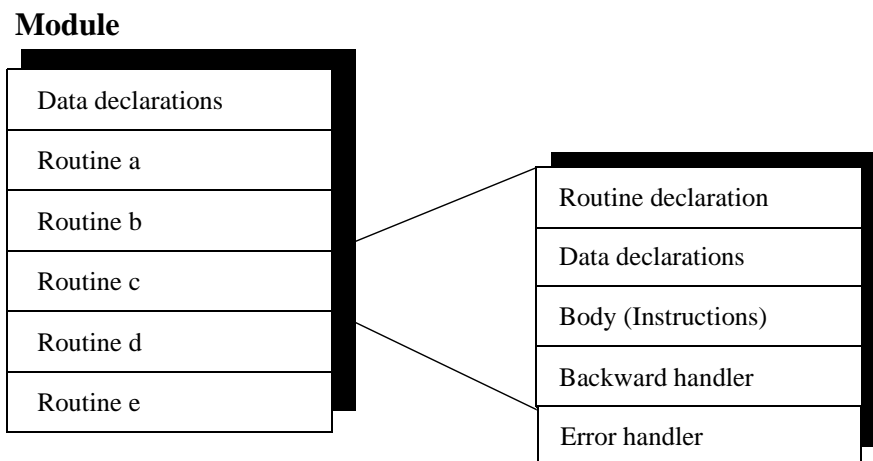 Module
Data declarations
Routine a
Routine b
Routine c
Routine d
Routine e
Routine declaration
Data declarations
Body (Instructions)
Backward handler
Error handler